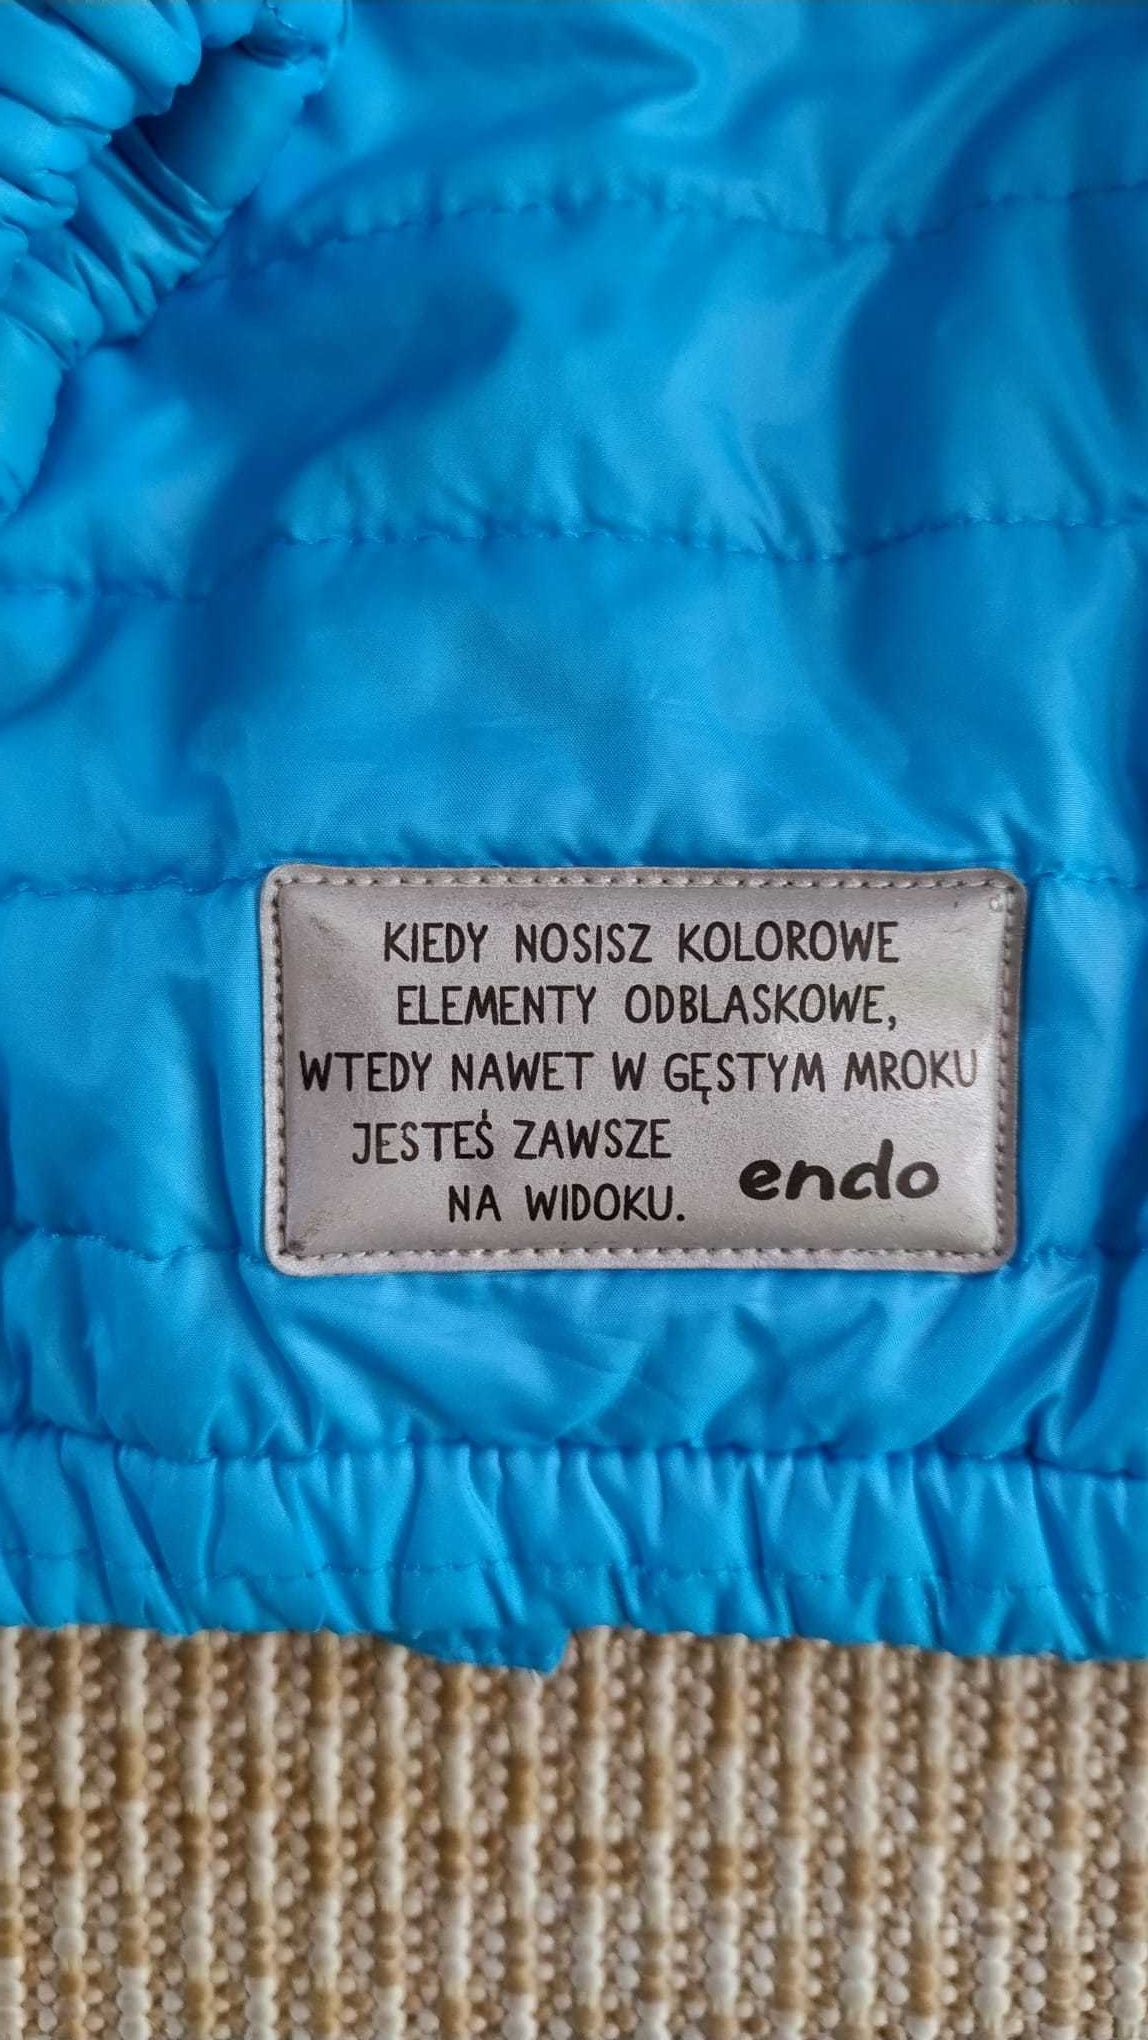 KIEDY NOSISZ KOLOROWE
ELEMENTY ODBLASKOWE,
WTEDY NAWET W GĘSTYM MROKU
JESTEŚ ZAWSZE
NA WIDOKU.
endo